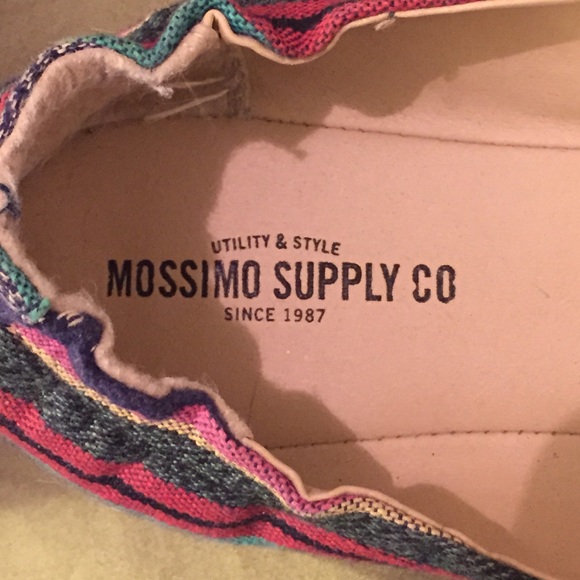 UTILITY & STYLE
MOSSIMO SUPPLY CO
SINCE 1987